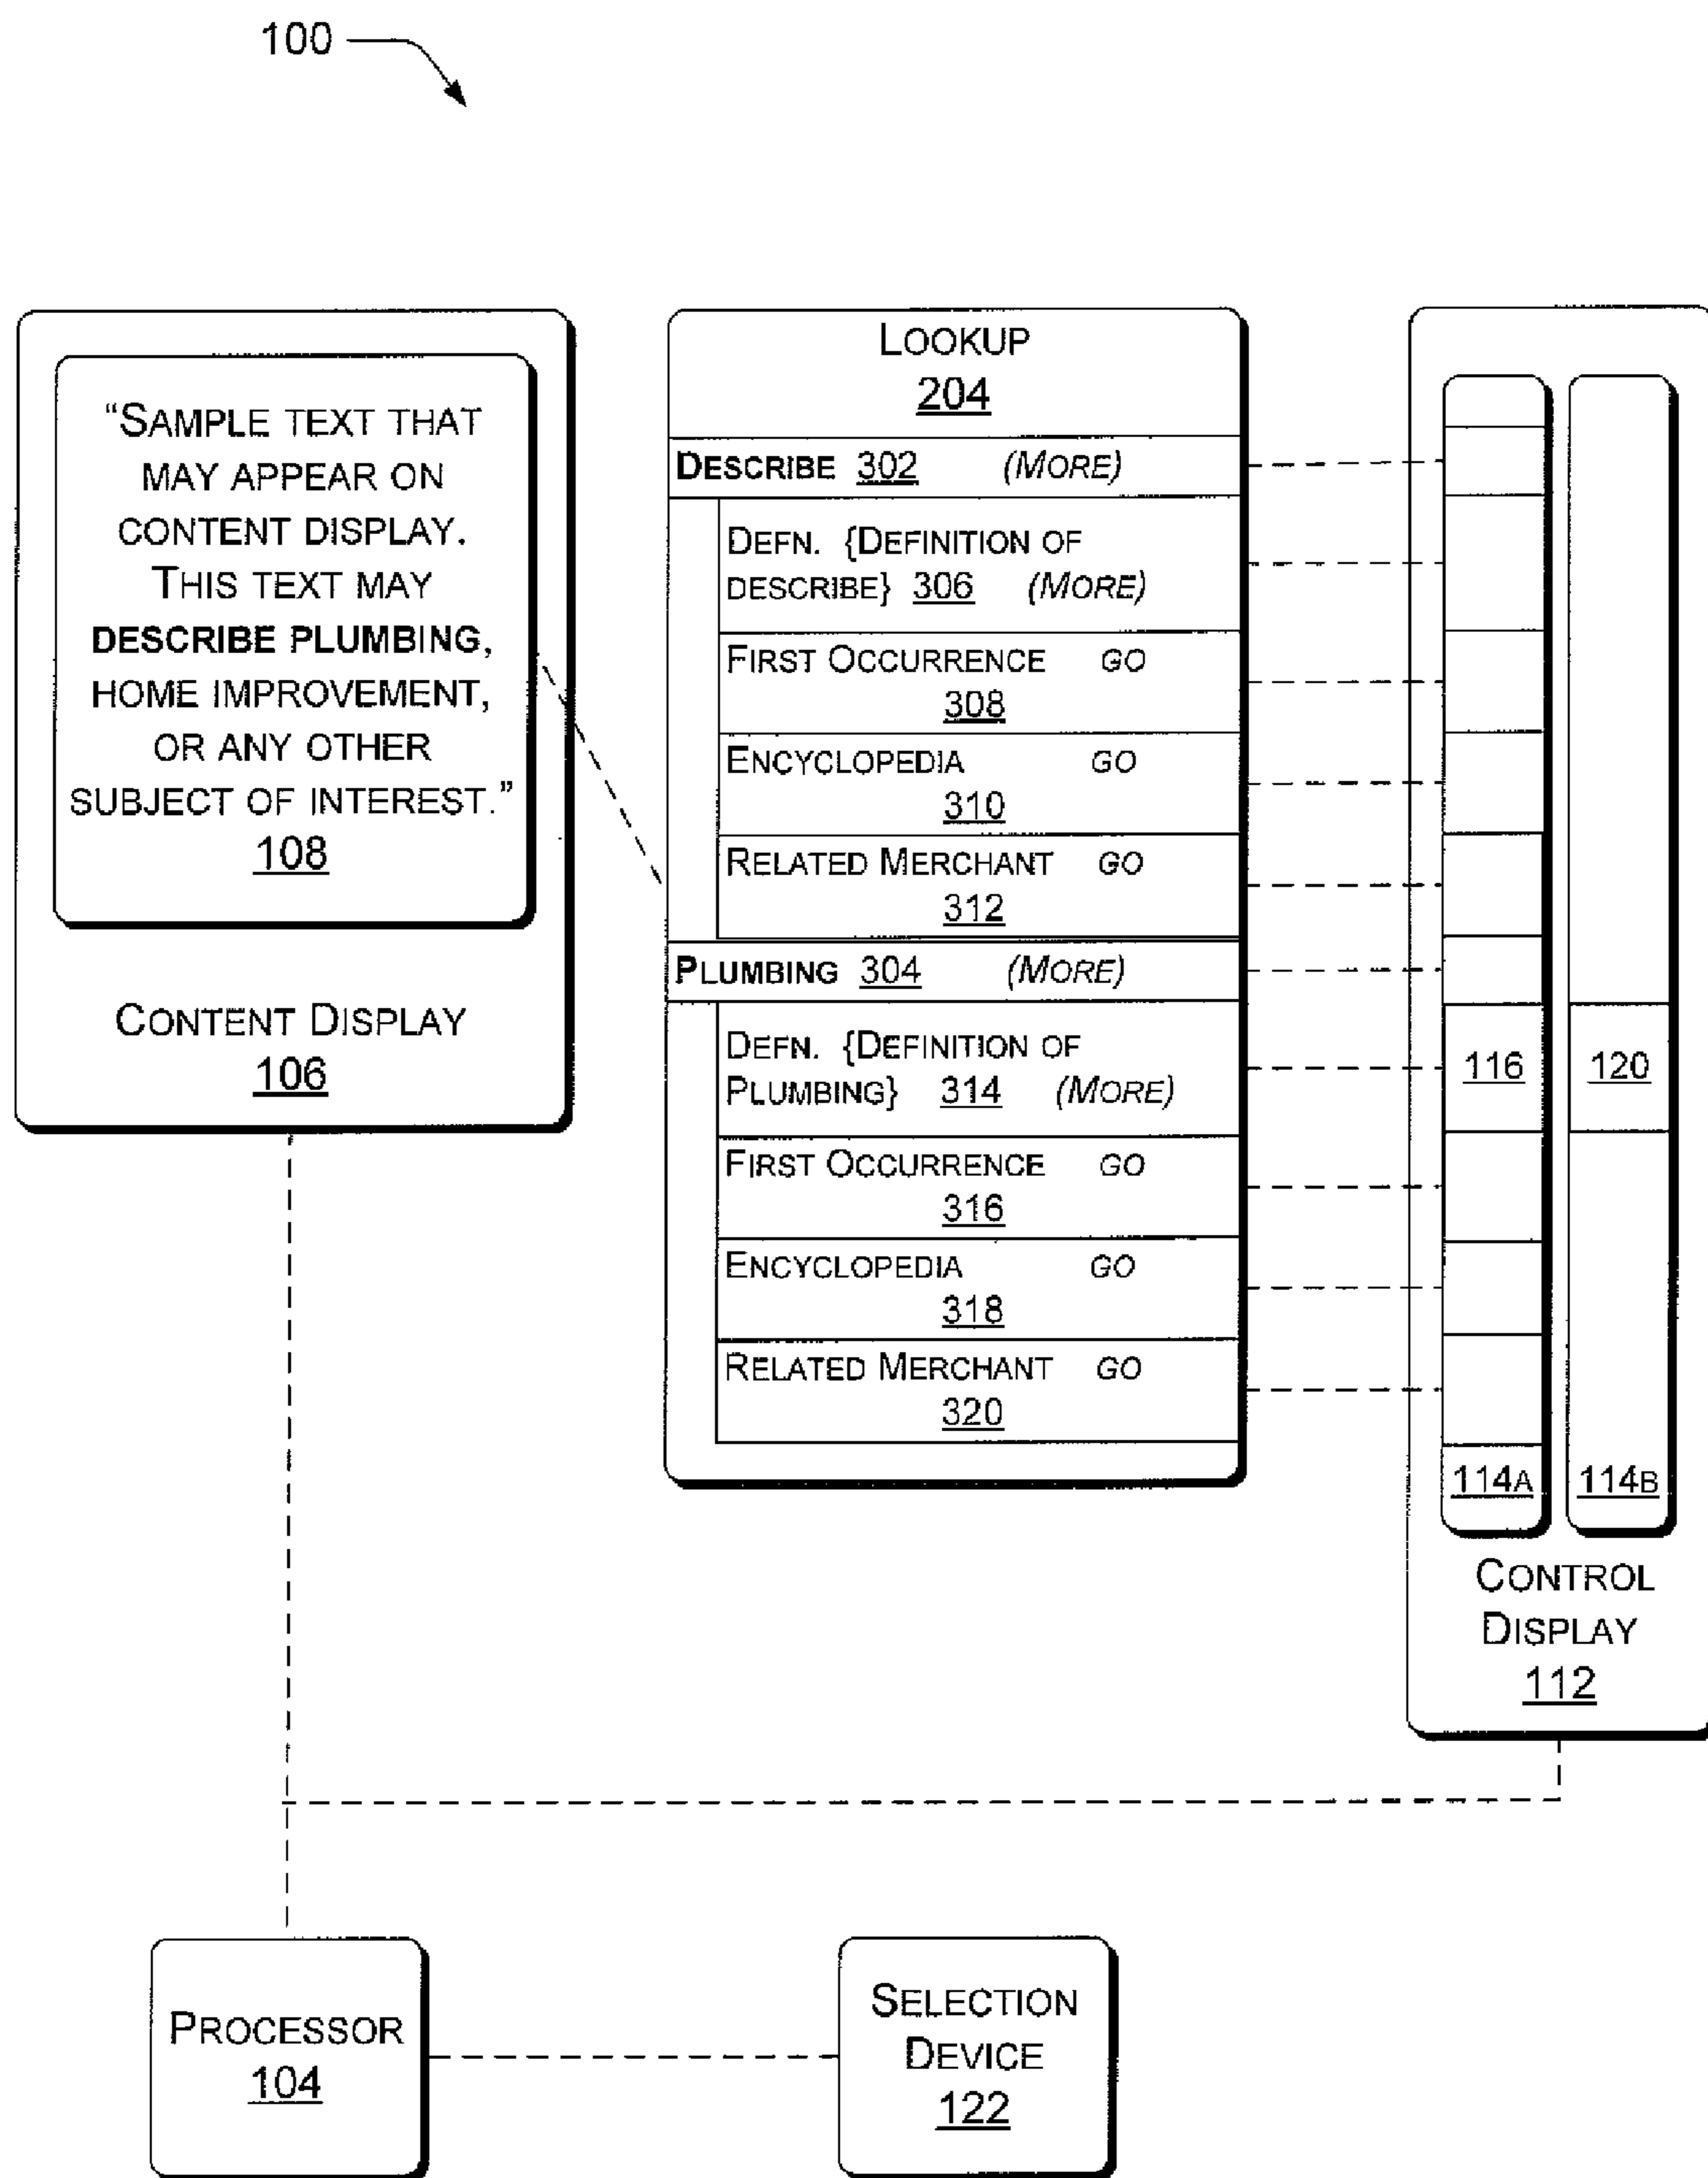 100
“SAMPLE TEXT THAT
MAY APPEAR ON
CONTENT DISPLAY.
THIS TEXT MAY
DESCRIBE PLUMBING,
HOME IMPROVEMENT,
OR ANY OTHER
SUBJECT OF INTEREST.”
108
CONTENT DISPLAY
106
LOOKUP
204
DESCRIBE 302 (MORE)
DEFN. {DEFINITION OF
DESCRIBE} 306 (MORE)
FIRST OCCURRENCE GO
308
ENCYCLOPEDIA GO
310
RELATED MERCHANT GO
312
PLUMBING 304 (MORE)
DEFN. {DEFINITION OF
PLUMBING} 314 (MORE)
FIRST OCCURRENCE GO
316
ENCYCLOPEDIA GO
318
RELATED MERCHANT GO
320
116 120
114A 114B
CONTROL
DISPLAY
112
PROCESSOR
104
SELECTION
DEVICE
122